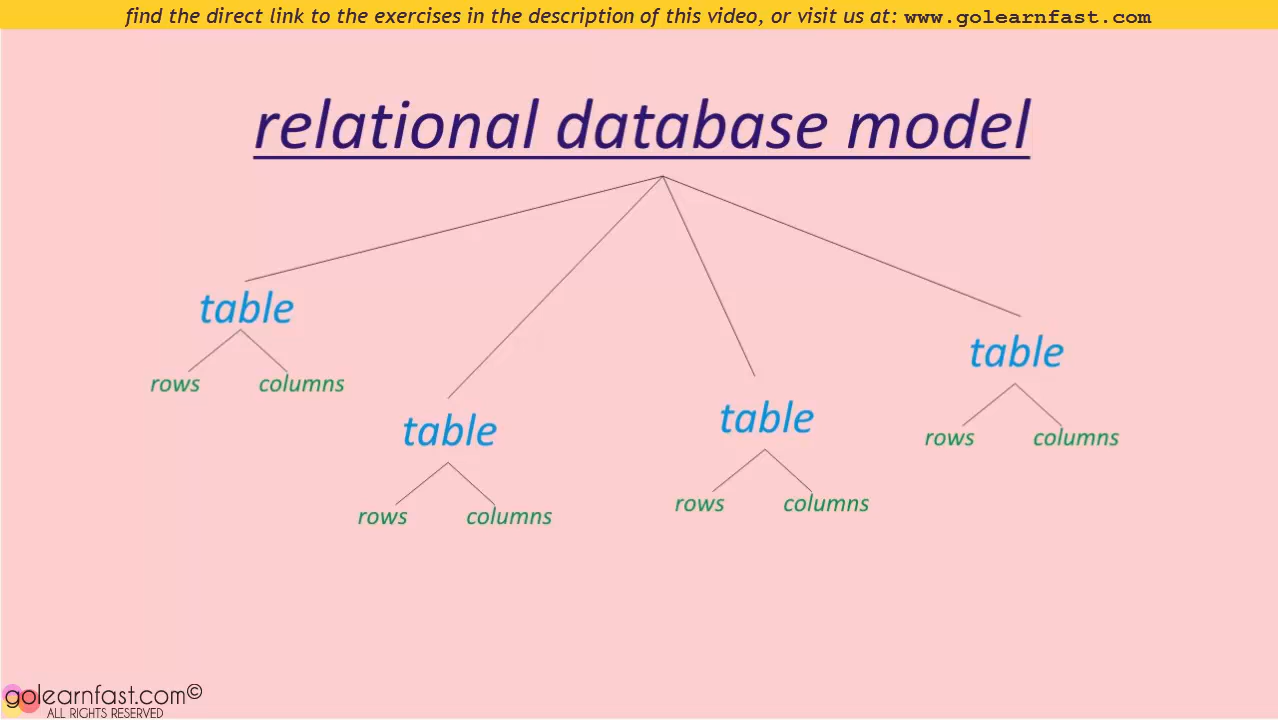 find the direct link to the exercises in the description of this video, or visit us at: www.golearnfast.com
relational database model
table
rows columns
table
rows columns
table
rows columns
table
rows columns
golearnfast.com©
ALL RIGHTS RESERVED